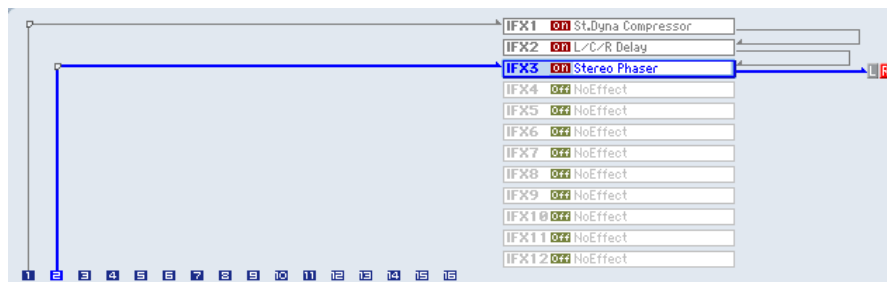 IFX1 On St.Dyna Compressor
IFX2 On L/C/R Delay
IFX3 On Stereo Phaser
L R
IFX4 Off NoEffect
IFX5 Off NoEffect
IFX6 Off NoEffect
IFX7 Off NoEffect
IFX8 Off NoEffect
IFX9 Off NoEffect
IFX10 Off NoEffect
IFX11 Off NoEffect
IFX12 Off NoEffect
1 2 3 4 5 6 7 8 9 10 11 12 13 14 15 16